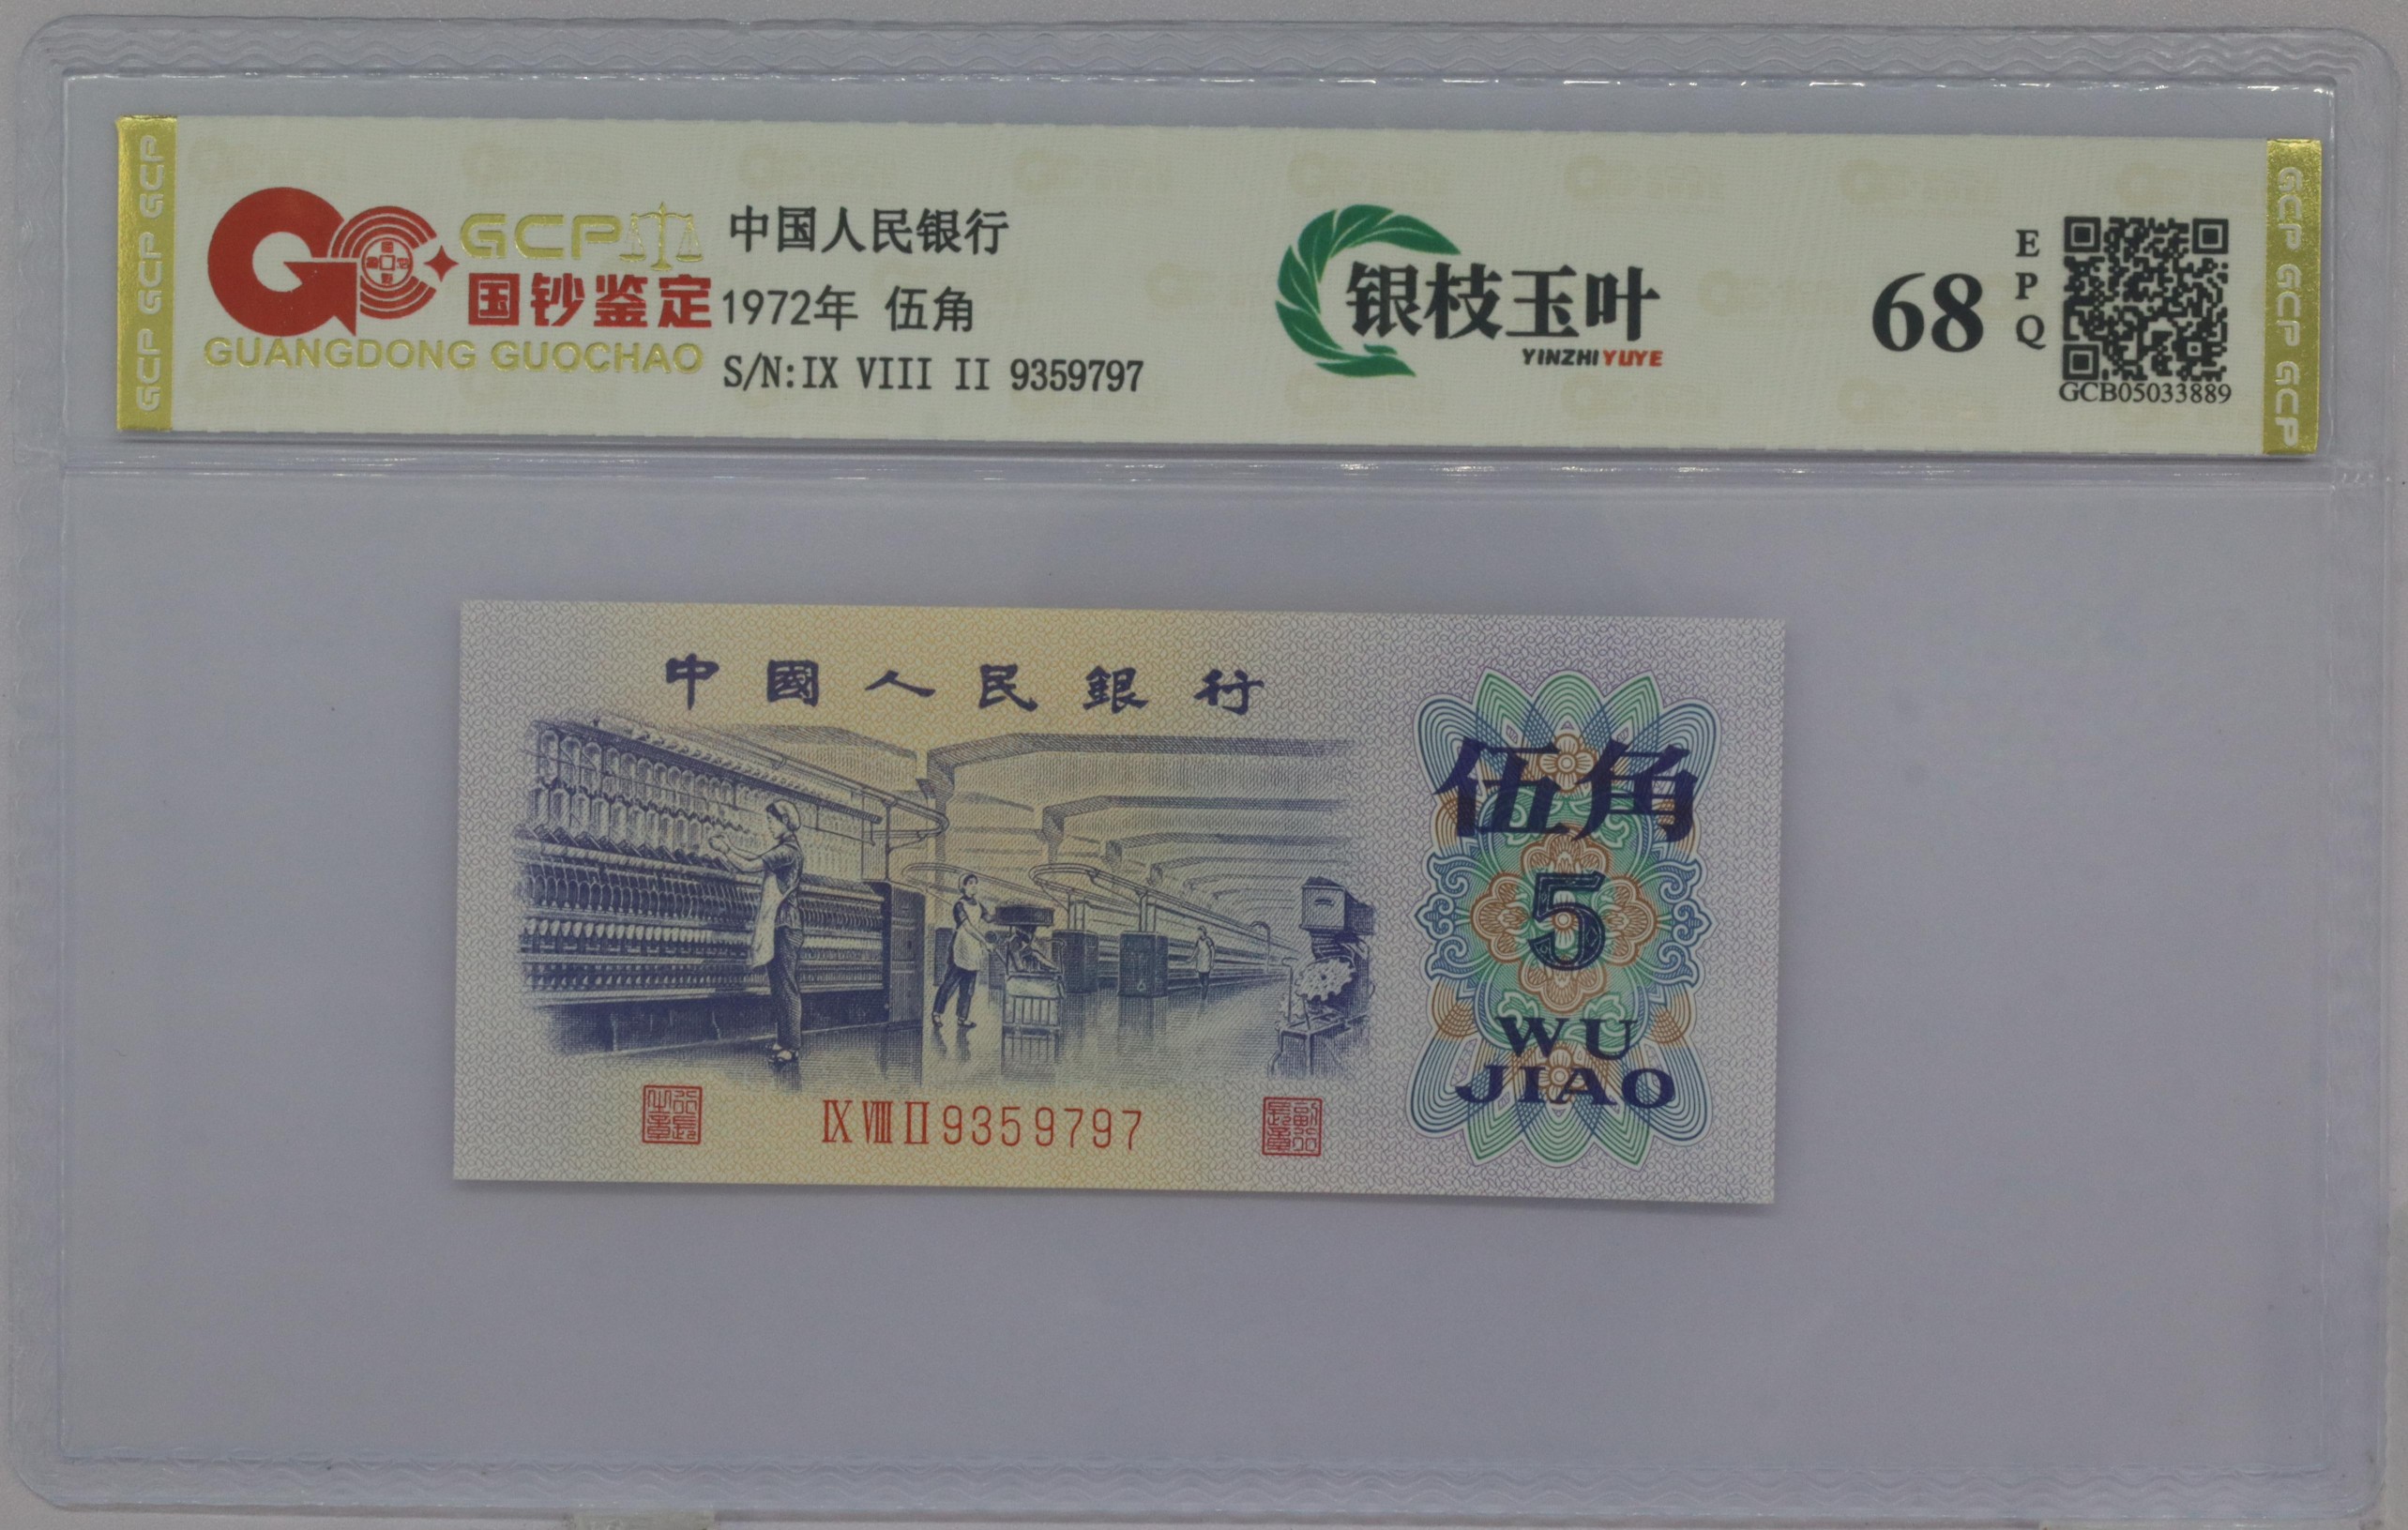 GCP GCP GCP
GCP
国钞鉴定
GUANGDONG GUOCHAO
中国人民银行
1972年 伍角
S/N:IX VIII II 9359797
银枝玉叶
YINZHIYUYE
68
EPQ
GCB05033889
GCP GCP GCP
中國人民銀行
伍角
5
WU
JIAO
IX VIII II 9359797